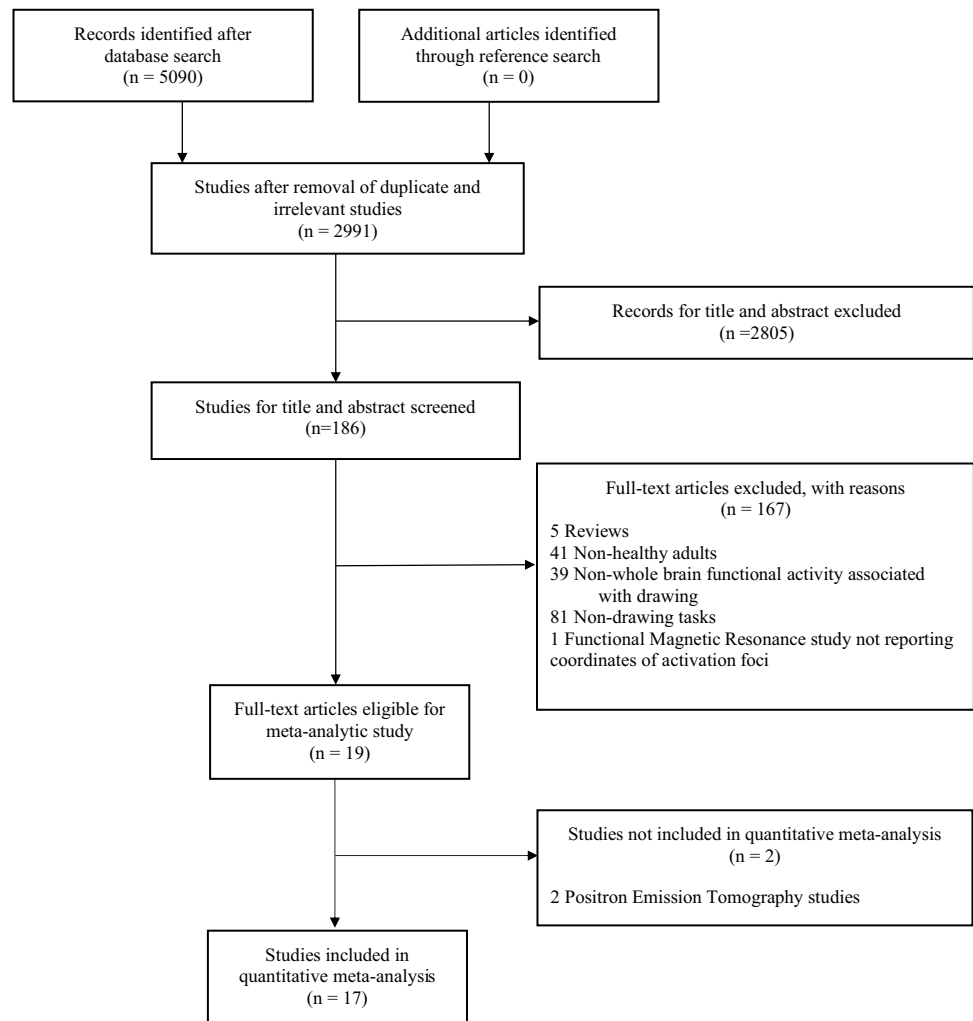 Records identified after
database search
(n = 5090)
Additional articles identified
through reference search
(n = 0)
Studies after removal of duplicate and
irrelevant studies
(n = 2991)
Records for title and abstract excluded
(n =2805)
Studies for title and abstract screened
(n=186)
Full-text articles excluded, with reasons
(n = 167)
5 Reviews
41 Non-healthy adults
39 Non-whole brain functional activity associated
with drawing
81 Non-drawing tasks
1 Functional Magnetic Resonance study not reporting
coordinates of activation foci
Full-text articles eligible for
meta-analytic study
(n = 19)
Studies not included in quantitative meta-analysis
(n = 2)
2 Positron Emission Tomography studies
Studies included in
quantitative meta-analysis
(n = 17)